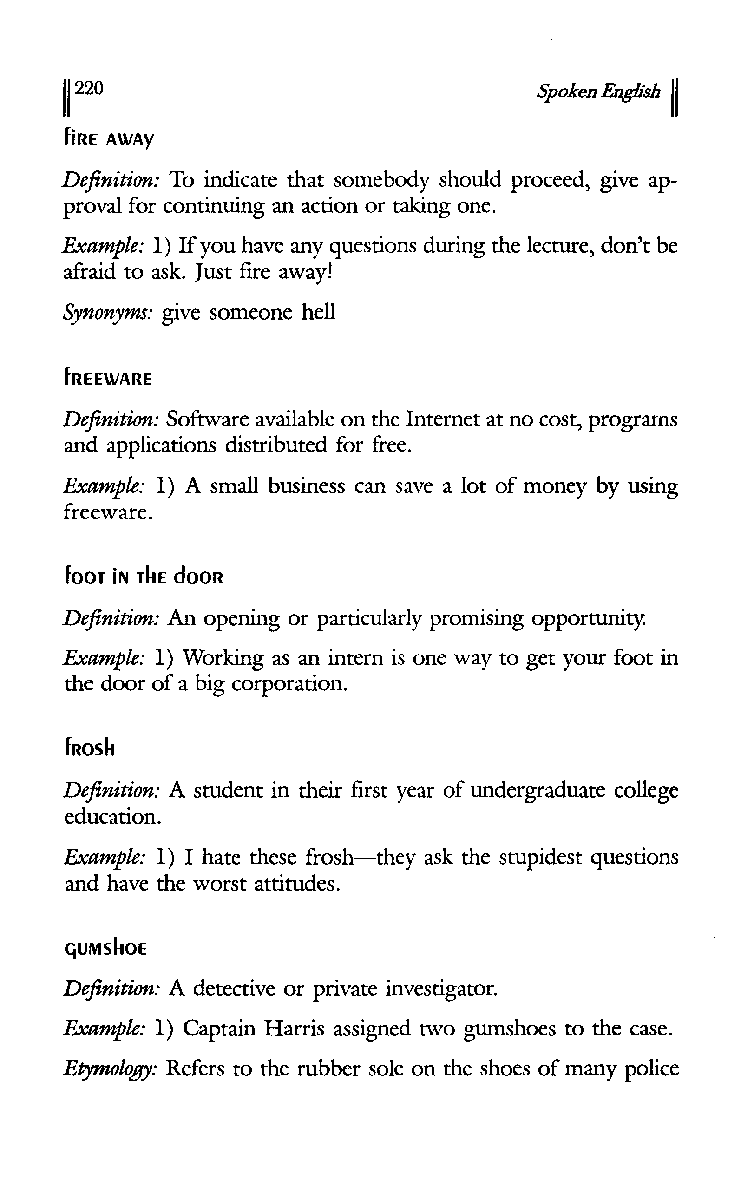 220 Spoken English
fire away
Definition: To indicate that somebody should proceed, give ap-
proval for continuing an action or taking one.
Example: 1) If you have any questions during the lecture, don't be
afraid to ask. Just fire away!
Synonyms: give someone hell
freeware
Definition: Software available on the Internet at no cost, programs
and applications distributed for free.
Example: 1) A small business can save a lot of money by using
freeware.
foot in the door
Definition: An opening or particularly promising opportunity.
Example: 1) Working as an intern is one way to get your foot in
the door of a big corporation.
frosh
Definition: A student in their first year of undergraduate college
education.
Example: 1) I hate these frosh—they ask the stupidest questions
and have the worst attitudes.
gumshoe
Definition: A detective or private investigator.
Example: 1) Captain Harris assigned two gumshoes to the case.
Etymology: Refers to the rubber sole on the shoes of many police